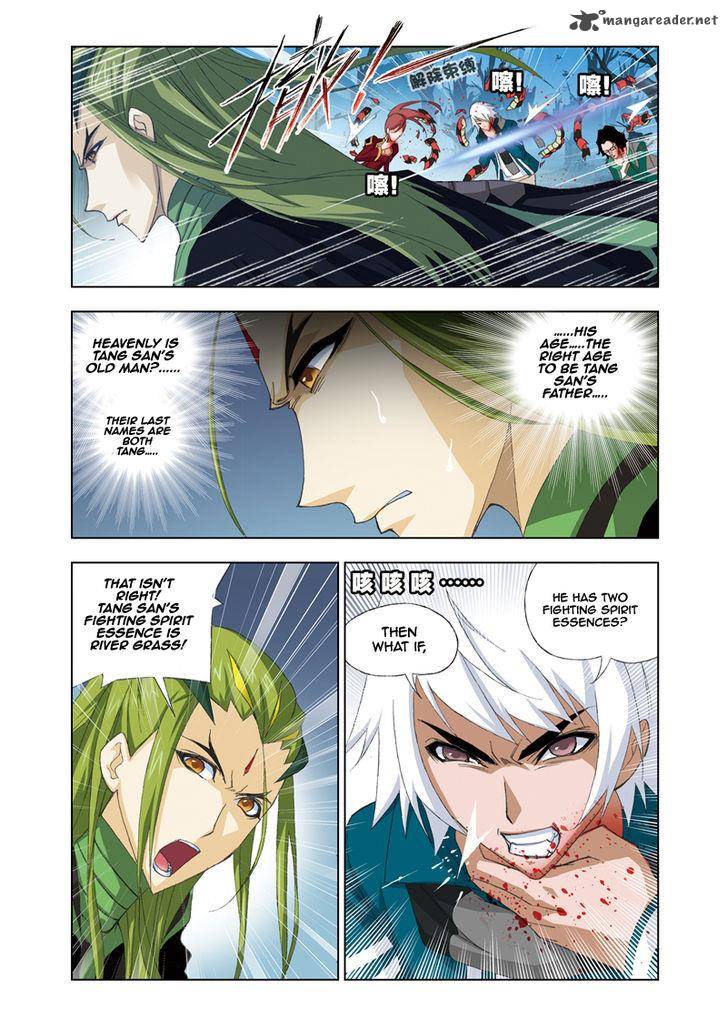 mangareader.net
撤！
解除束缚
嚓！
嚓！
嚓！
HEAVENLY IS
TANG SAN'S
OLD MAN?......
THEIR LAST
NAMES ARE
BOTH
TANG.....
......HIS
AGE.....THE
RIGHT AGE
TO BE TANG
SAN'S
FATHER.....
THAT ISN'T
RIGHT!
TANG SAN'S
FIGHTING SPIRIT
ESSENCE IS
RIVER GRASS!
咳咳咳······
THEN
WHAT IF,
HE HAS TWO
FIGHTING SPIRIT
ESSENCES?